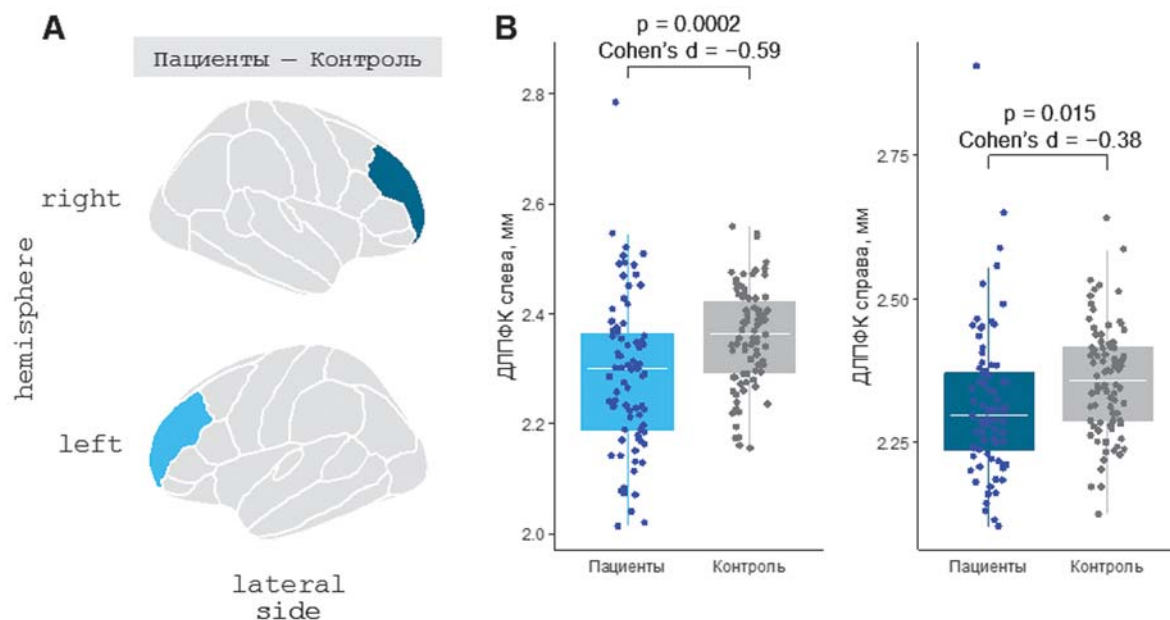 A
Пациенты – Контроль
right
left
hemisphere
lateral
side
B
p = 0.0002
Cohen's d = −0.59
ДЛПФК слева, мм
2.8
2.6
2.4
2.2
2.0
Пациенты
Контроль
p = 0.015
Cohen's d = −0.38
ДЛПФК справа, мм
2.75
2.50
2.25
Пациенты
Контроль